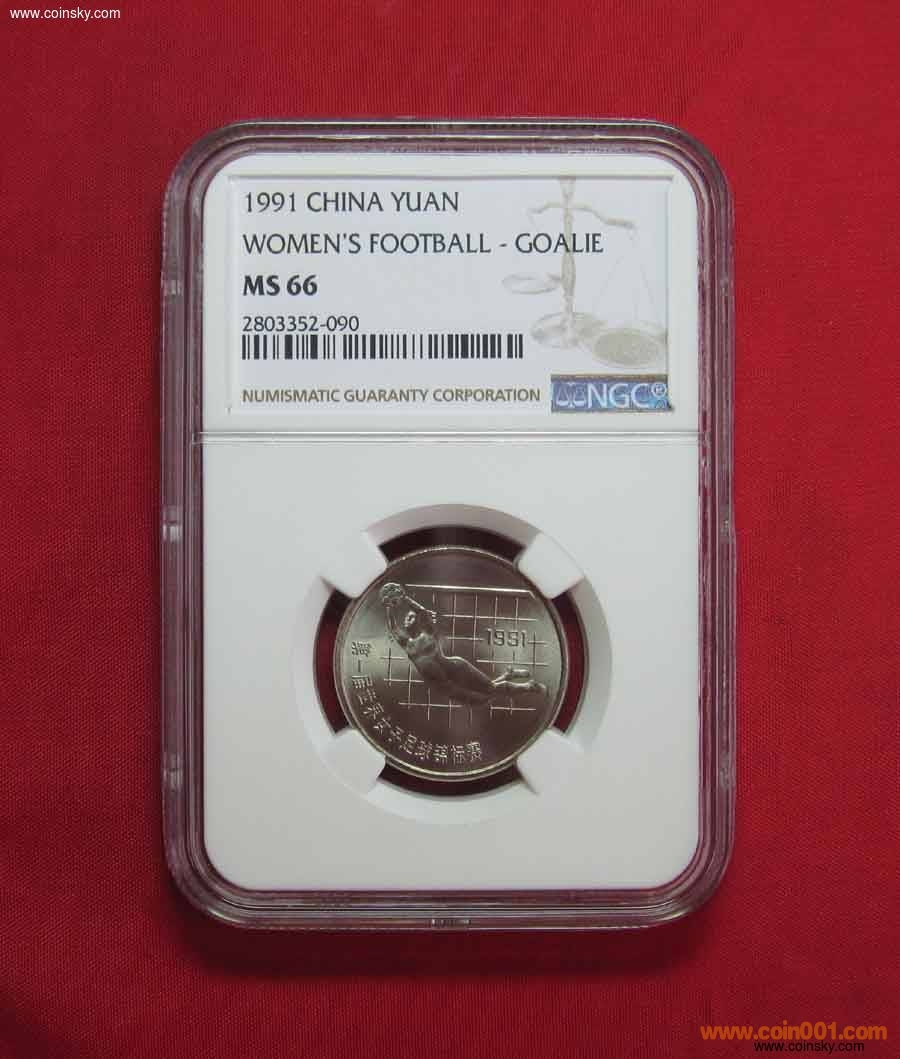 www.coinsky.com
1991 CHINA YUAN
WOMEN'S FOOTBALL - GOALIE
MS 66
2803352-090
NUMISMATIC GUARANTY CORPORATION
NGC®
1991
第一届世界女子足球锦标赛
www.coin001.com
www.coinsky.com